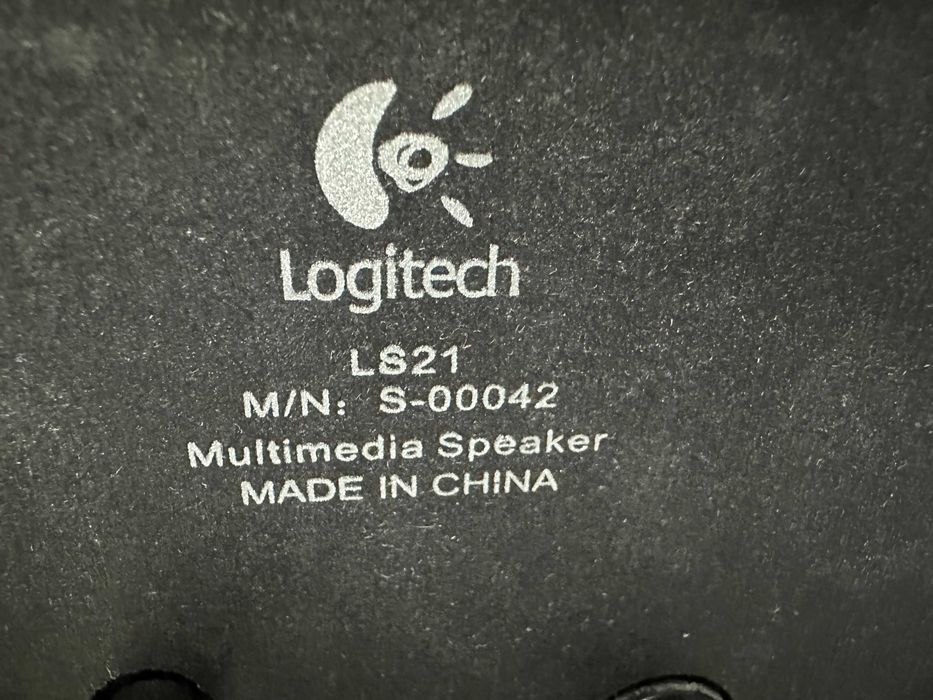 Logitech
LS21
M/N: S-00042
Multimedia Speaker
MADE IN CHINA